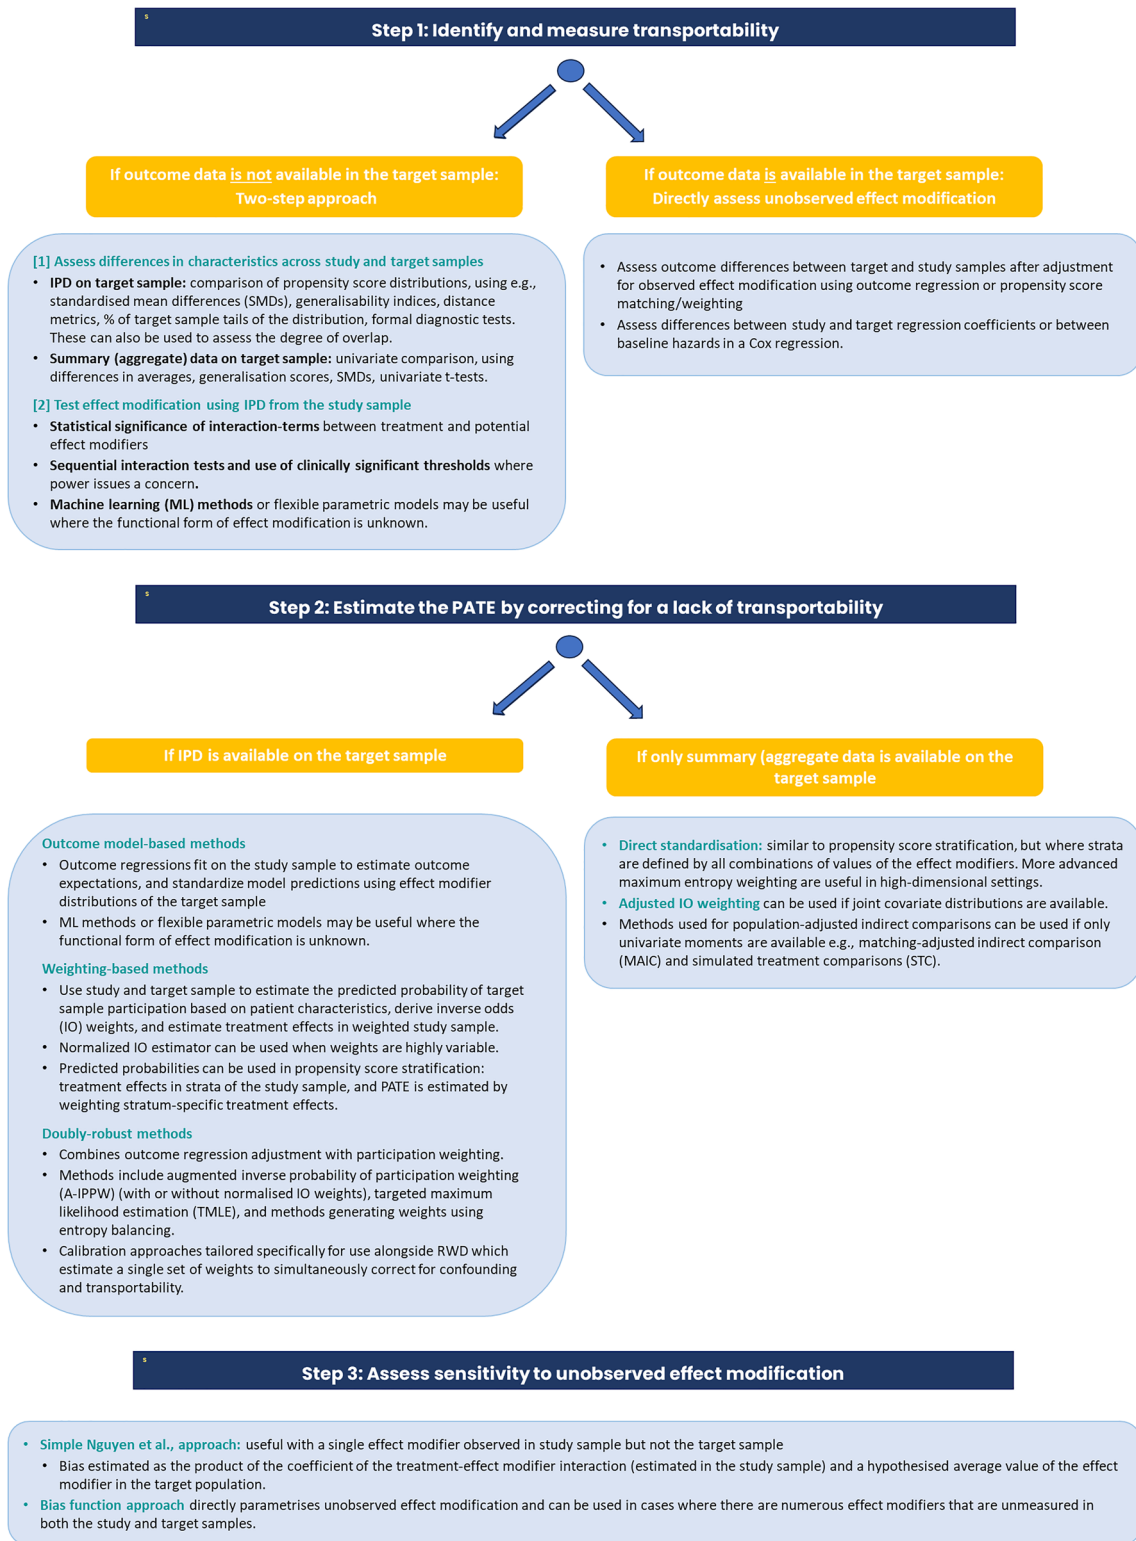 s
Step 1: Identify and measure transportability
If outcome data is not available in the target sample:
Two-step approach
If outcome data is available in the target sample:
Directly assess unobserved effect modification
[1] Assess differences in characteristics across study and target samples
• IPD on target sample: comparison of propensity score distributions, using e.g.,
standardised mean differences (SMDs), generalisability indices, distance
metrics, % of target sample tails of the distribution, formal diagnostic tests.
These can also be used to assess the degree of overlap.
• Summary (aggregate) data on target sample: univariate comparison, using
differences in averages, generalisation scores, SMDs, univariate t-tests.
[2] Test effect modification using IPD from the study sample
• Statistical significance of interaction-terms between treatment and potential
effect modifiers
• Sequential interaction tests and use of clinically significant thresholds where
power issues a concern.
• Machine learning (ML) methods or flexible parametric models may be useful
where the functional form of effect modification is unknown.
• Assess outcome differences between target and study samples after adjustment
for observed effect modification using outcome regression or propensity score
matching/weighting
• Assess differences between study and target regression coefficients or between
baseline hazards in a Cox regression.
s
Step 2: Estimate the PATE by correcting for a lack of transportability
If IPD is available on the target sample
If only summary (aggregate data is available on the
target sample
Outcome model-based methods
• Outcome regressions fit on the study sample to estimate outcome
expectations, and standardize model predictions using effect modifier
distributions of the target sample
• ML methods or flexible parametric models may be useful where the
functional form of effect modification is unknown.
Weighting-based methods
• Use study and target sample to estimate the predicted probability of target
sample participation based on patient characteristics, derive inverse odds
(IO) weights, and estimate treatment effects in weighted study sample.
• Normalized IO estimator can be used when weights are highly variable.
• Predicted probabilities can be used in propensity score stratification:
treatment effects in strata of the study sample, and PATE is estimated by
weighting stratum-specific treatment effects.
Doubly-robust methods
• Combines outcome regression adjustment with participation weighting.
• Methods include augmented inverse probability of participation weighting
(A-IPPW) (with or without normalised IO weights), targeted maximum
likelihood estimation (TMLE), and methods generating weights using
entropy balancing.
• Calibration approaches tailored specifically for use alongside RWD which
estimate a single set of weights to simultaneously correct for confounding
and transportability.
• Direct standardisation: similar to propensity score stratification, but where strata
are defined by all combinations of values of the effect modifiers. More advanced
maximum entropy weighting are useful in high-dimensional settings.
• Adjusted IO weighting can be used if joint covariate distributions are available.
• Methods used for population-adjusted indirect comparisons can be used if only
univariate moments are available e.g., matching-adjusted indirect comparison
(MAIC) and simulated treatment comparisons (STC).
s
Step 3: Assess sensitivity to unobserved effect modification
• Simple Nguyen et al., approach: useful with a single effect modifier observed in study sample but not the target sample
• Bias estimated as the product of the coefficient of the treatment-effect modifier interaction (estimated in the study sample) and a hypothesised average value of the effect
modifier in the target population.
• Bias function approach directly parametrises unobserved effect modification and can be used in cases where there are numerous effect modifiers that are unmeasured in
both the study and target samples.